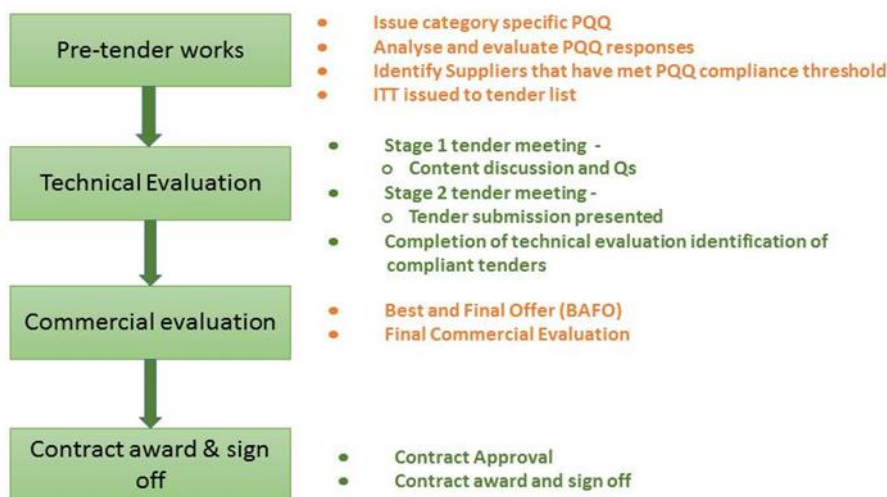 Pre-tender works
• Issue category specific PQQ
• Analyse and evaluate PQQ responses
• Identify Suppliers that have met PQQ compliance threshold
• ITT issued to tender list
Technical Evaluation
• Stage 1 tender meeting -
o Content discussion and Qs
• Stage 2 tender meeting -
o Tender submission presented
• Completion of technical evaluation identification of
compliant tenders
Commercial evaluation
• Best and Final Offer (BAFO)
• Final Commercial Evaluation
Contract award & sign
off
• Contract Approval
• Contract award and sign off